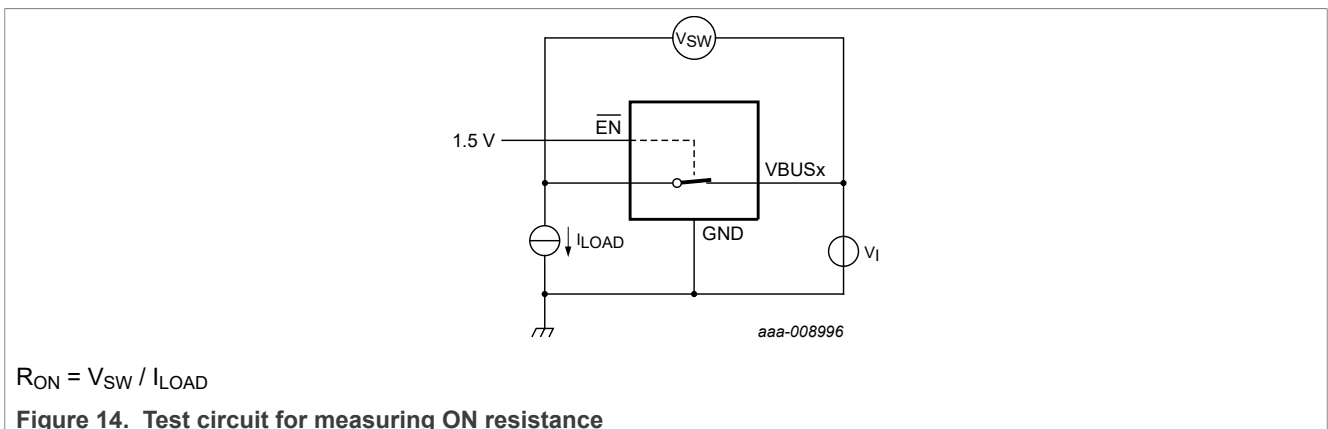 VSW
EN
1.5 V
VBUSx
ILOAD
GND
VI
aaa-008996
RON = VSW / ILOAD
Figure 14. Test circuit for measuring ON resistance